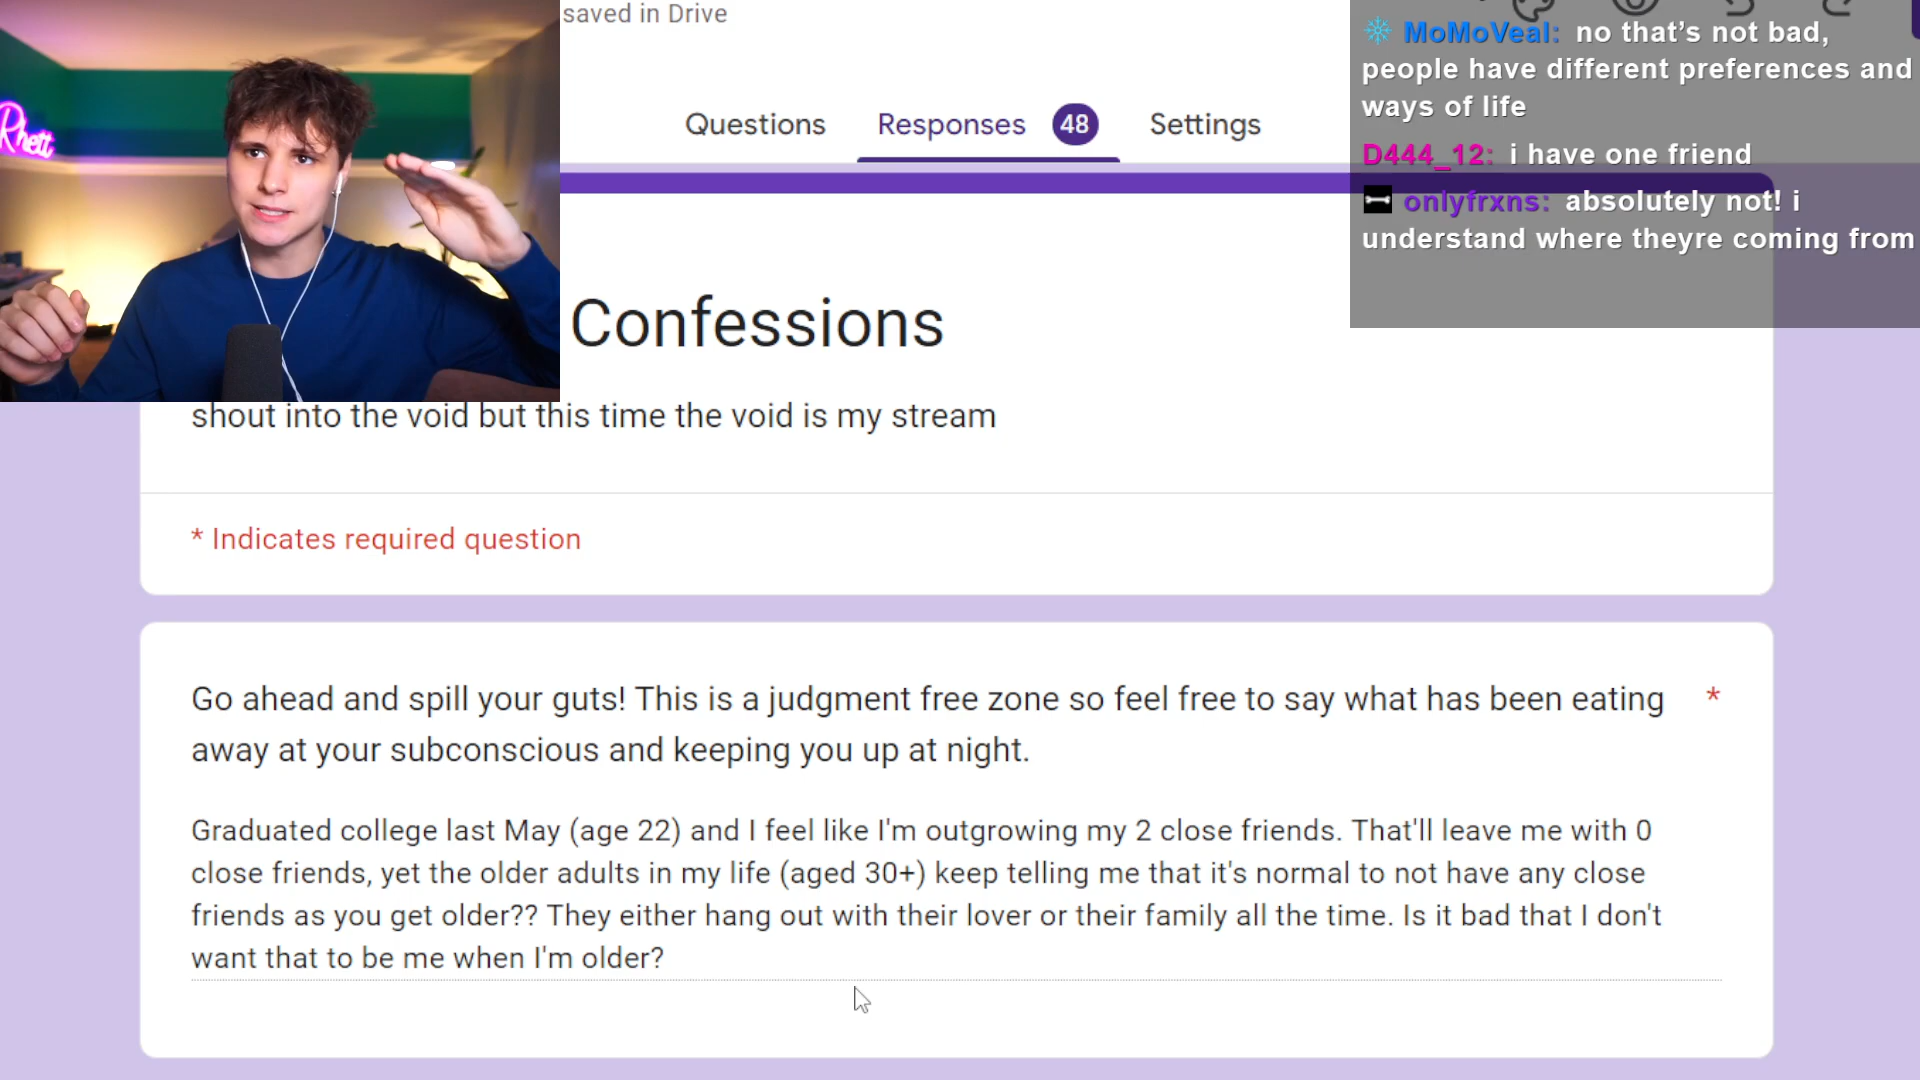 saved in Drive
Rhett
Questions
Responses
48
Settings
MoMoVeal: no that’s not bad,
people have different preferences and
ways of life
D444_12: i have one friend
onlyfrxns: absolutely not! i
understand where theyre coming from
Confessions
shout into the void but this time the void is my stream
* Indicates required question
Go ahead and spill your guts! This is a judgment free zone so feel free to say what has been eating *
away at your subconscious and keeping you up at night.
Graduated college last May (age 22) and I feel like I'm outgrowing my 2 close friends. That'll leave me with 0
close friends, yet the older adults in my life (aged 30+) keep telling me that it's normal to not have any close
friends as you get older?? They either hang out with their lover or their family all the time. Is it bad that I don't
want that to be me when I'm older?